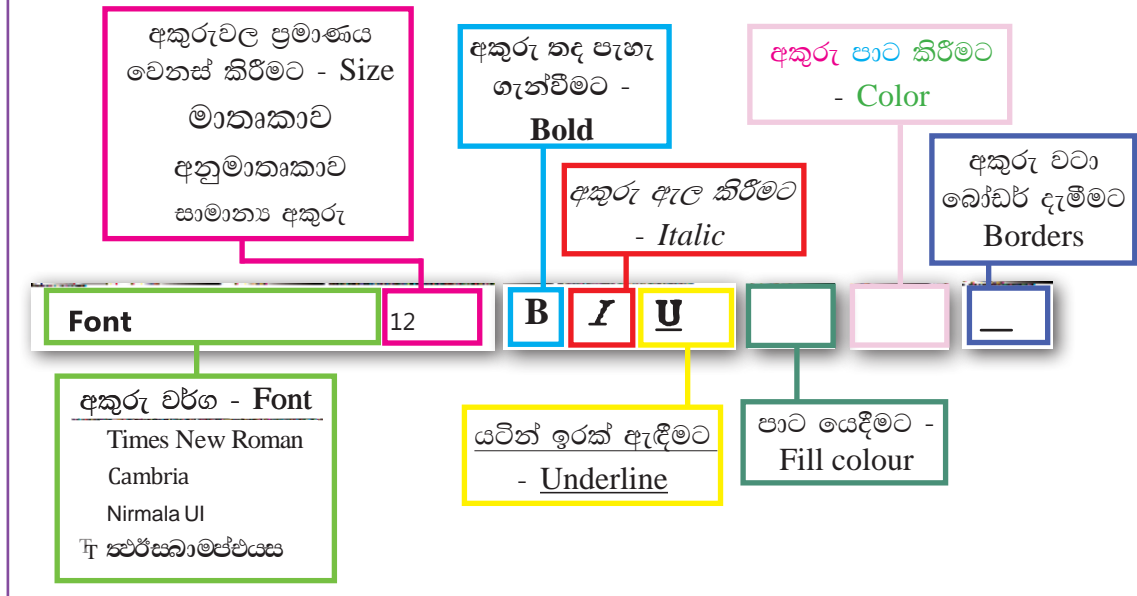 අකුරුවල ප්‍රමාණය
වෙනස් කිරීමට - Size
මාතෘකාව
අනුමාතෘකාව
සාමාන්‍ය අකුරු
අකුරු තද පැහැ
ගැන්වීමට -
Bold
අකුරු ඇල කිරීමට
- Italic
අකුරු පාට කිරීමට
- Color
අකුරු වටා
බෝඩර් දැමීමට
Borders
Font
12
B
I
U
අකුරු වර්ග - Font
Times New Roman
Cambria
Nirmala UI
යටින් ඉරක් ඇඳීමට
- Underline
පාට යෙදීමට -
Fill colour